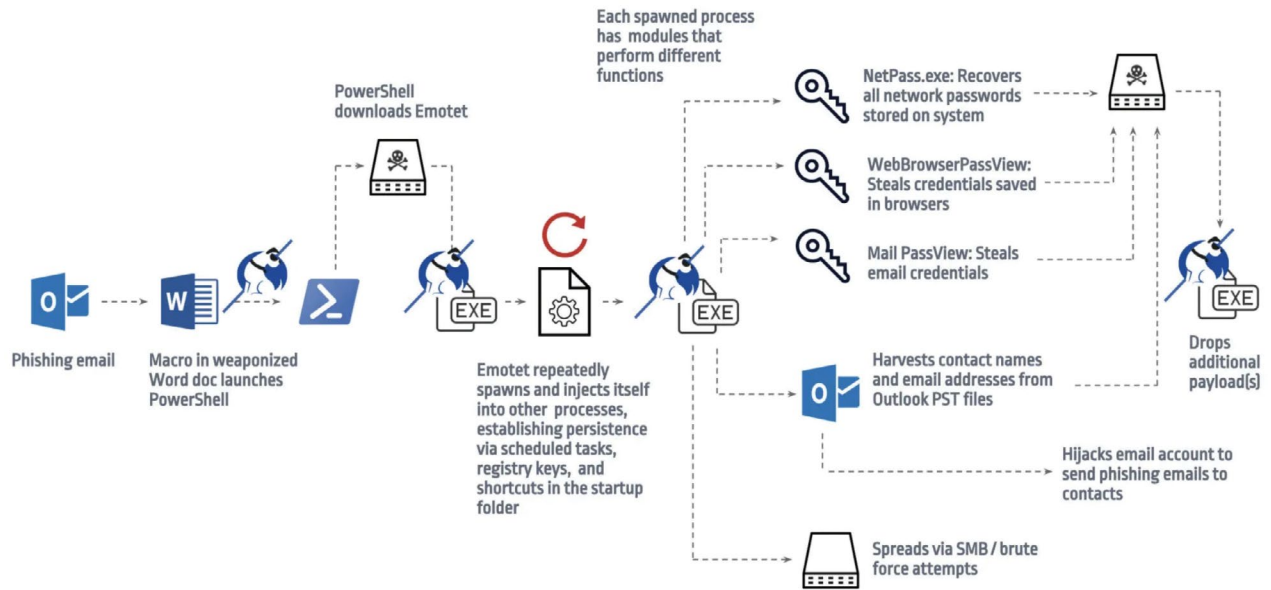 Each spawned process
has modules that
perform different
functions
PowerShell
downloads Emotet
NetPass.exe: Recovers
all network passwords
stored on system
WebBrowserPassView:
Steals credentials saved
in browsers
Mail PassView: Steals
email credentials
O
W
EXE
EXE
EXE
Phishing email
Macro in weaponized
Word doc launches
PowerShell
Emotet repeatedly
spawns and injects itself
into other processes,
establishing persistence
via scheduled tasks,
registry keys, and
shortcuts in the startup
folder
Drops
additional
payload(s)
O
Harvests contact names
and email addresses from
Outlook PST files
Hijacks email account to
send phishing emails to
contacts
Spreads via SMB / brute
force attempts